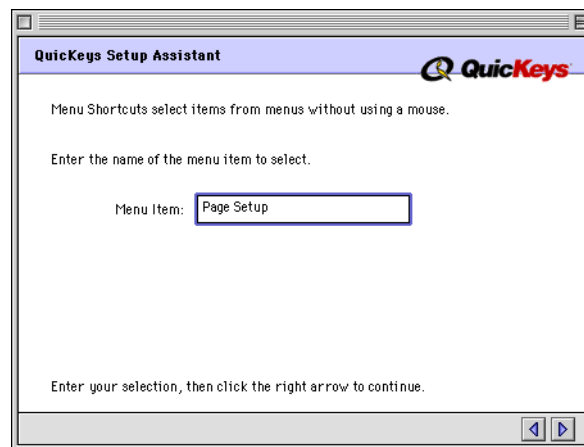 QuicKeys Setup Assistant
QuicKeys
Menu Shortcuts select items from menus without using a mouse.
Enter the name of the menu item to select.
Menu Item: Page Setup
Enter your selection, then click the right arrow to continue.